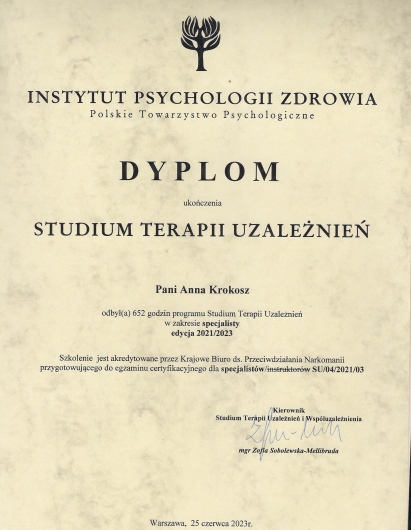 INSTYTUT PSYCHOLOGII ZDROWIA
Polskie Towarzystwo Psychologiczne
DYPLOM
ukończenia
STUDIUM TERAPII UZALEŻNIEŃ
Pani Anna Krokosz
odbył(a) 652 godzin programu Studium Terapii Uzależnień
w zakresie specjalisty
edycja 2021/2023
Szkolenie jest akredytowane przez Krajowe Biuro ds. Przeciwdziałania Narkomanii
przygotowującego do egzaminu certyfikacyjnego dla specjalistów/instruktorów SU/04/2021/03
Kierownik
Studium Terapii Uzależnień i Współuzależnienia
mgr Zofia Sobolewska-Mellibruda
Warszawa, 25 czerwca 2023r.